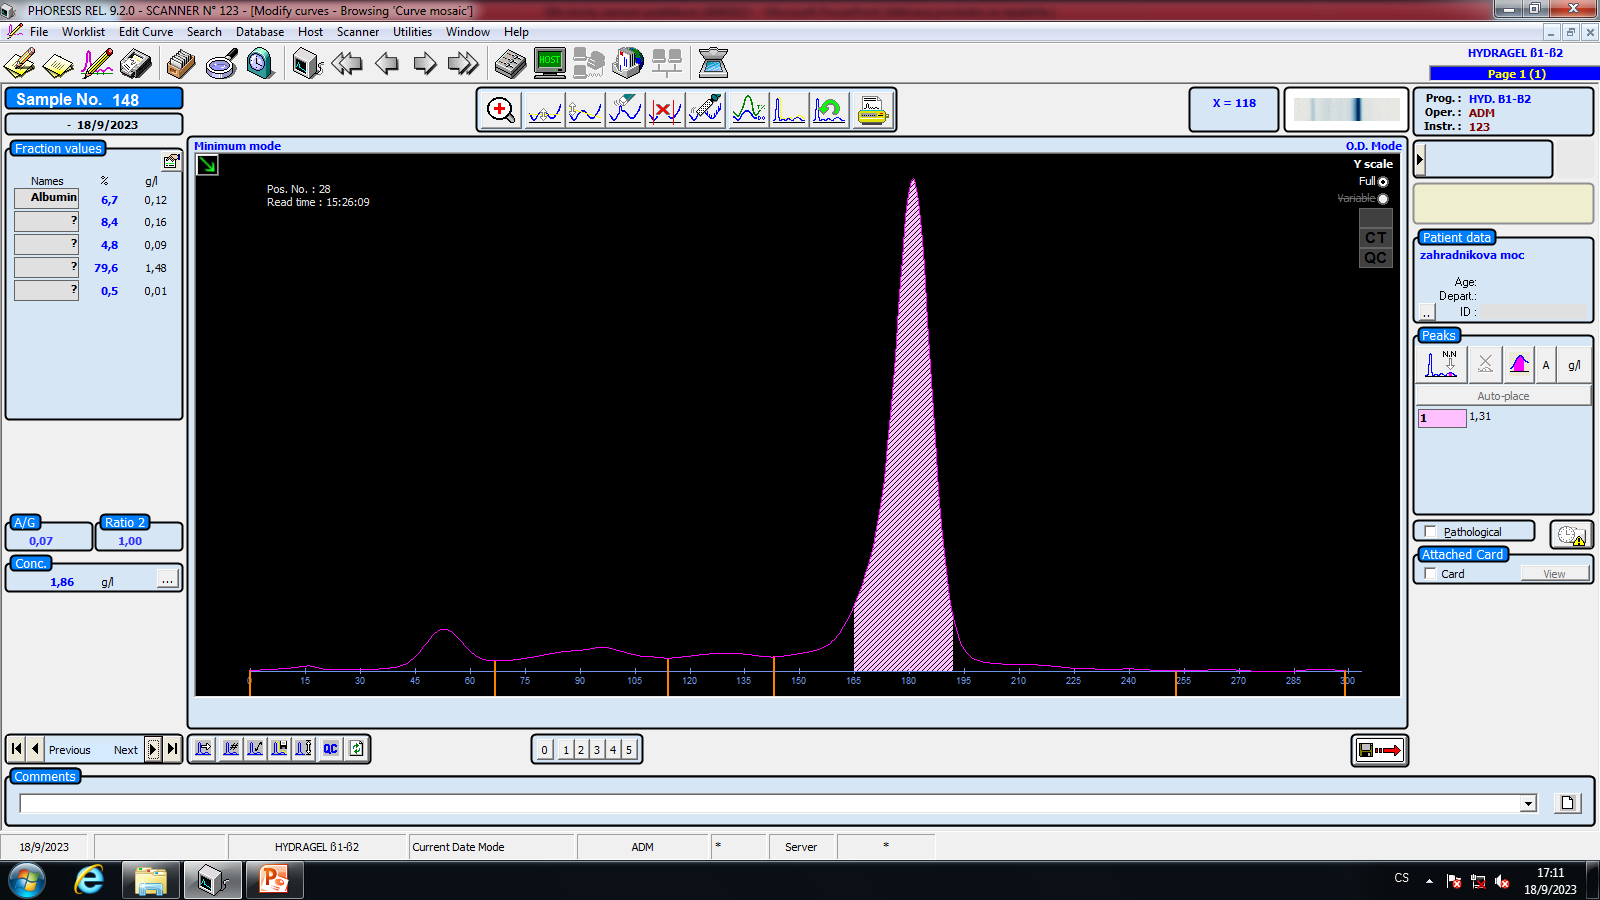 PHORESIS REL. 9.2.0 - SCANNER N° 123 - [Modify curves - Browsing 'Curve mosaic']
File Worklist Edit Curve Search Database Host Scanner Utilities Window Help
HOST
HYDRAGEL ß1-ß2
Page 1 (1)
Sample No. 148
- 18/9/2023
X = 118
Prog. : HYD. B1-B2
Oper. : ADM
Instr. : 123
Fraction values
Names % g/l
Albumin 6,7 0,12
? 8,4 0,16
? 4,8 0,09
? 79,6 1,48
? 0,5 0,01
A/G
0,07
Ratio 2
1,00
Conc.
1,86 g/l ...
Minimum mode
O.D. Mode
Pos. No. : 28
Read time : 15:26:09
Y scale
Full
Variable
CT
QC
0 15 30 45 60 75 90 105 120 135 150 165 180 195 210 225 240 255 270 285 300
Patient data
zahradnikova moc
Age:
Depart.:
.. ID :
Peaks
N.N
A
g/l
Auto-place
1 1,31
Pathological
Attached Card
Card View
Previous Next
QC
0 1 2 3 4 5
Comments
18/9/2023 HYDRAGEL ß1-ß2 Current Date Mode ADM * Server *
CS
17:11
18/9/2023